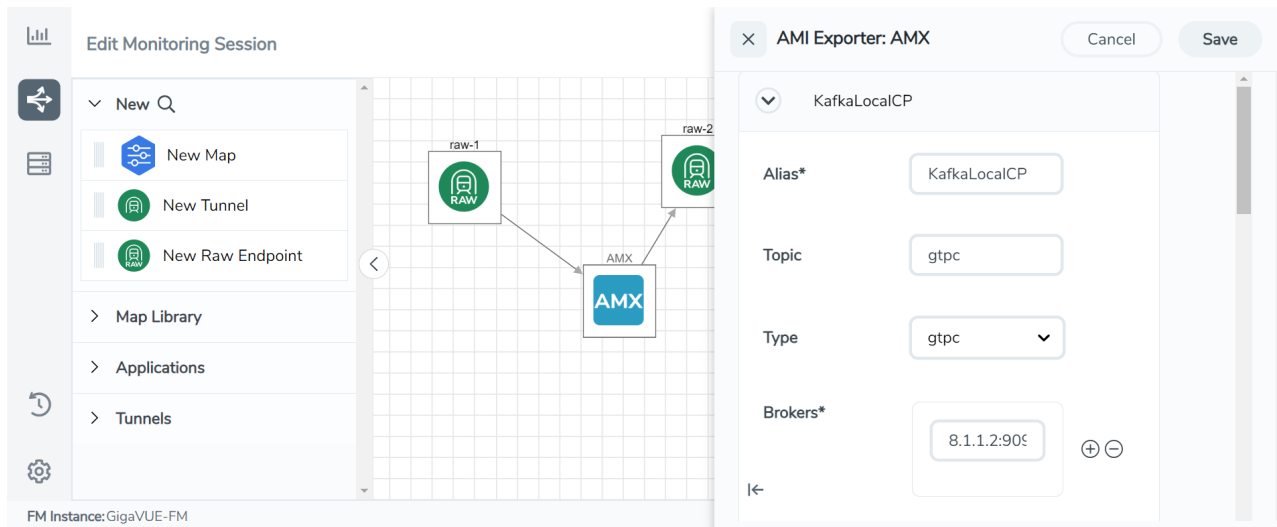 Edit Monitoring Session
New
New Map
New Tunnel
RAW
New Raw Endpoint
Map Library
Applications
Tunnels
raw-1
RAW
raw-2
RAW
AMX
AMX
AMI Exporter: AMX
Cancel
Save
KafkaLocalCP
Alias*
KafkaLocalCP
Topic
gtpc
Type
gtpc
Brokers*
8.1.1.2:909
FM Instance: GigaVUE-FM